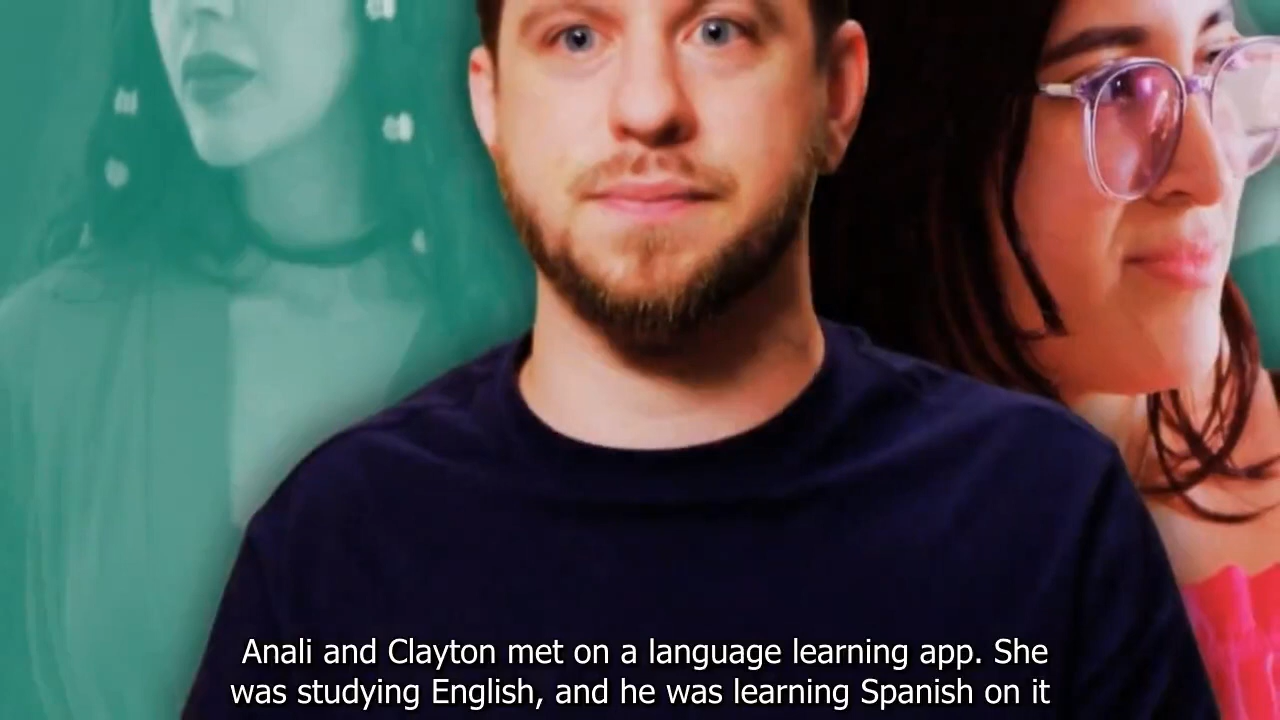 Anali and Clayton met on a language learning app. She
was studying English, and he was learning Spanish on it